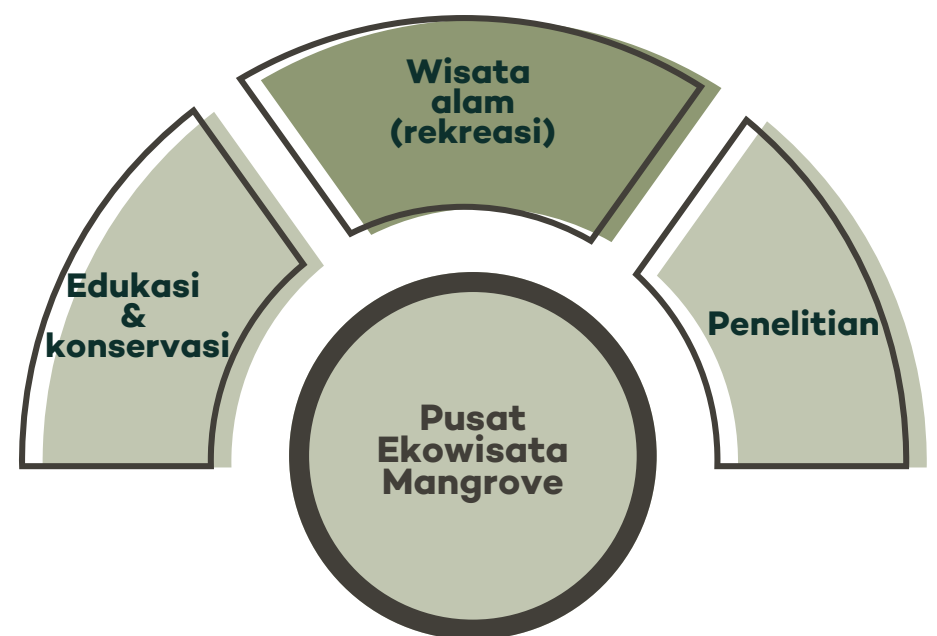 Wisata
alam
(rekreasi)
Edukasi
&
konservasi
Penelitian
Pusat
Ekowisata
Mangrove